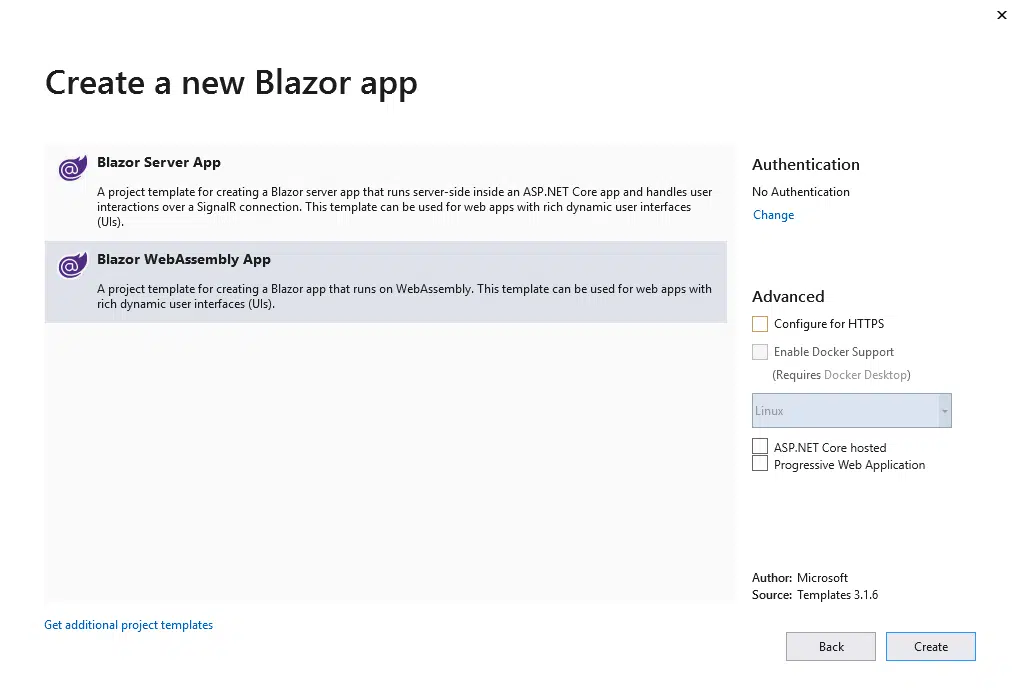 Create a new Blazor app
Blazor Server App
A project template for creating a Blazor server app that runs server-side inside an ASP.NET Core app and handles user
interactions over a SignalR connection. This template can be used for web apps with rich dynamic user interfaces
(UIs).
Blazor WebAssembly App
A project template for creating a Blazor app that runs on WebAssembly. This template can be used for web apps with
rich dynamic user interfaces (UIs).
Get additional project templates
Authentication
No Authentication
Change
Advanced
Configure for HTTPS
Enable Docker Support
(Requires Docker Desktop)
Linux
ASP.NET Core hosted
Progressive Web Application
Author: Microsoft
Source: Templates 3.1.6
Back
Create